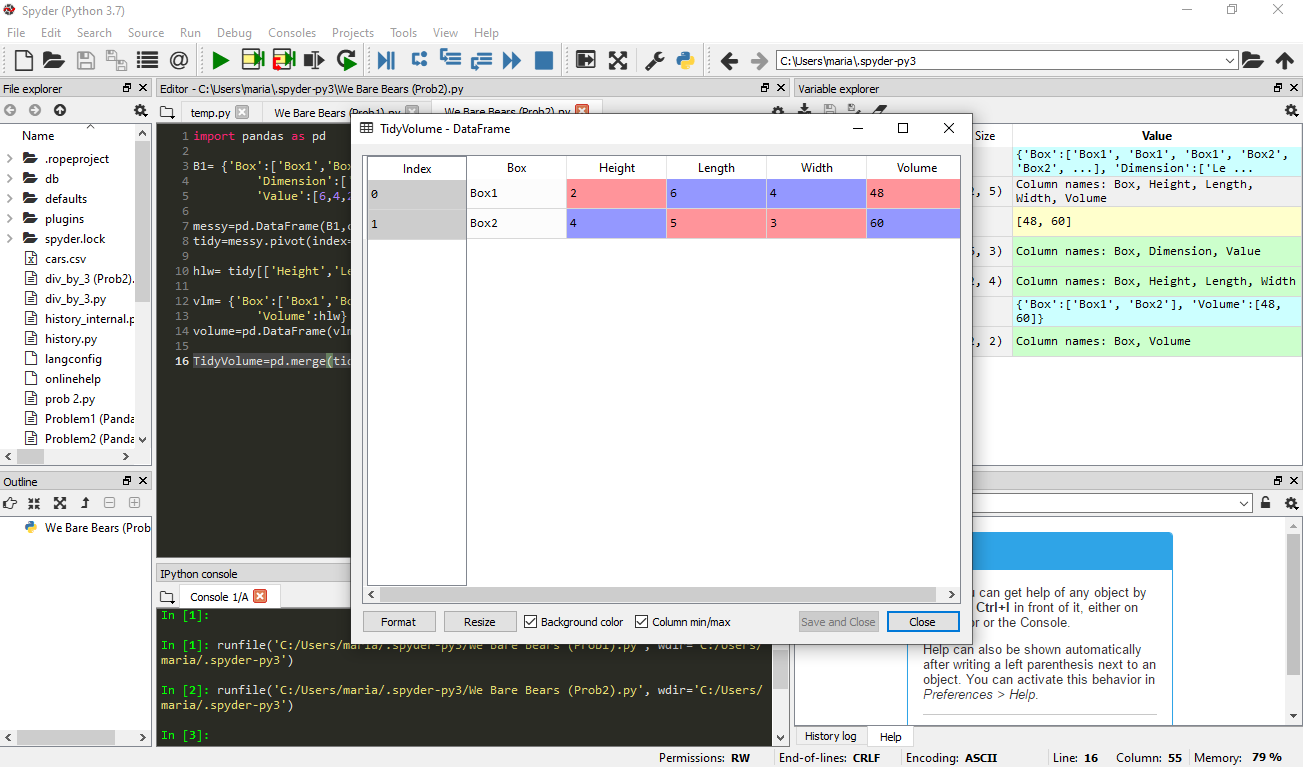 Spyder (Python 3.7)
File Edit Search Source Run Debug Consoles Projects Tools View Help
C:\Users\maria\.spyder-py3
File explorer
Name
.ropeproject
db
defaults
plugins
spyder.lock
cars.csv
div_by_3 (Prob2).
div_by_3.py
history_internal.p
history.py
langconfig
onlinehelp
prob 2.py
Problem1 (Panda
Problem2 (Panda
Outline
We Bare Bears (Prob
Editor - C:\Users\maria\.spyder-py3\We Bare Bears (Prob2).py
temp.py We Bare Bears (Prob1).py We Bare Bears (Prob2).py
1 import pandas as pd
2
3 B1= {'Box':['Box1','Box
4 'Dimension':['
5 'Value':[6,4,2
6
7 messy=pd.DataFrame(B1,c
8 tidy=messy.pivot(index=
9
10 hlw= tidy[['Height','Le
11
12 vlm= {'Box':['Box1','Bo
13 'Volume':hlw}
14 volume=pd.DataFrame(vlm
15
16 TidyVolume=pd.merge(tid
TidyVolume - DataFrame
Index Box Height Length Width Volume
0 Box1 2 6 4 48
1 Box2 4 5 3 60
Format Resize Background color Column min/max Save and Close Close
IPython console
Console 1/A
In [1]:
In [1]: runfile('C:/Users/maria/.spyder-py3/We Bare Bears (Prob1).py', wdir='C:/Users/
maria/.spyder-py3')
In [2]: runfile('C:/Users/maria/.spyder-py3/We Bare Bears (Prob2).py', wdir='C:/Users/
maria/.spyder-py3')
In [3]:
Variable explorer
Size Value
{'Box':['Box1', 'Box1', 'Box1', 'Box2',
'Box2', ...], 'Dimension':['Le ...
2, 5) Column names: Box, Height, Length,
Width, Volume
[48, 60]
6, 3) Column names: Box, Dimension, Value
2, 4) Column names: Box, Height, Length, Width
{'Box':['Box1', 'Box2'], 'Volume':[48,
60]}
2, 2) Column names: Box, Volume
can get help of any object by
Ctrl+I in front of it, either on
or or the Console.
Help can also be shown automatically
after writing a left parenthesis next to an
object. You can activate this behavior in
Preferences > Help.
History log Help
Permissions: RW End-of-lines: CRLF Encoding: ASCII Line: 16 Column: 55 Memory: 79 %